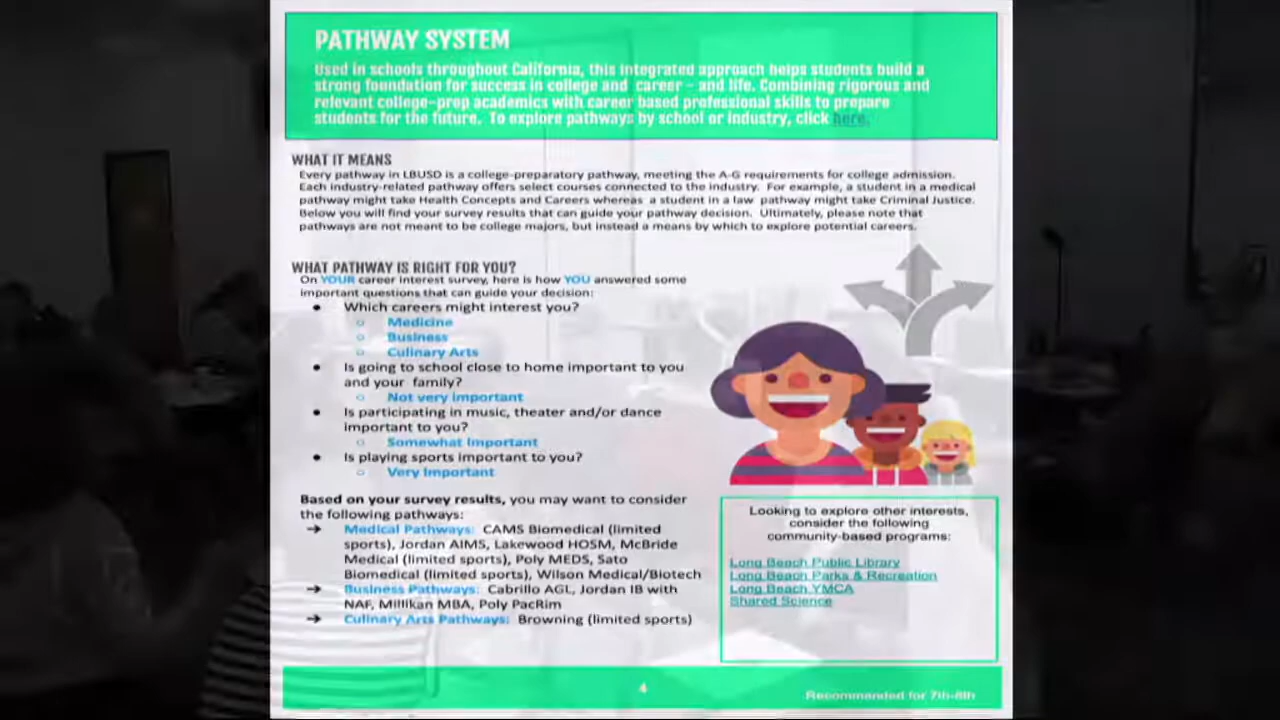 PATHWAY SYSTEM
Used in schools throughout California, this integrated approach helps students build a
strong foundation for success in college and career - and life. Combining rigorous and
relevant college-prep academics with career based professional skills to prepare
students for the future. To explore pathways by school or industry, click here.
WHAT IT MEANS
Every pathway in LBUSD is a college-preparatory pathway, meeting the A-G requirements for college admission.
Each industry-related pathway offers select courses connected to the industry. For example, a student in a medical
pathway might take Health Concepts and Careers whereas a student in a law pathway might take Criminal Justice.
Below you will find your survey results that can guide your pathway decision. Ultimately, please note that
pathways are not meant to be college majors, but instead a means by which to explore potential careers.
WHAT PATHWAY IS RIGHT FOR YOU?
On YOUR career interest survey, here is how YOU answered some
important questions that can guide your decision:
● Which careers might interest you?
○ Medicine
○ Business
○ Culinary Arts
● Is going to school close to home important to you
and your family?
○ Not very important
● Is participating in music, theater and/or dance
important to you?
○ Somewhat Important
● Is playing sports important to you?
○ Very Important
Based on your survey results, you may want to consider
the following pathways:
→ Medical Pathways: CAMS Biomedical (limited
sports), Jordan AIMS, Lakewood HOSM, McBride
Medical (limited sports), Poly MEDS, Sato
Biomedical (limited sports), Wilson Medical/Biotech
→ Business Pathways: Cabrillo AGL, Jordan IB with
NAF, Millikan MBA, Poly PacRim
→ Culinary Arts Pathways: Browning (limited sports)
Looking to explore other interests,
consider the following
community-based programs:
Long Beach Public Library
Long Beach Parks & Recreation
Long Beach YMCA
Shared Science
4
Recommended for 7th-8th